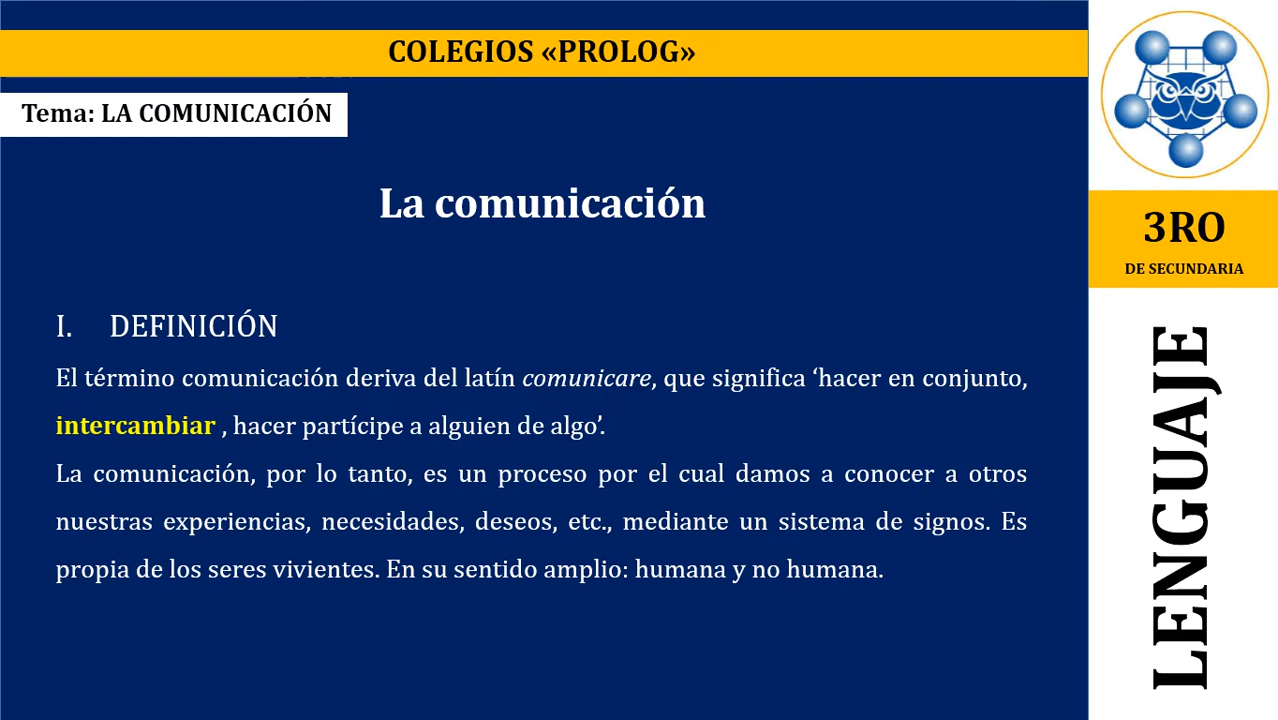 COLEGIOS «PROLOG»
Tema: LA COMUNICACIÓN
La comunicación
I. DEFINICIÓN
El término comunicación deriva del latín comunicare, que significa ‘hacer en conjunto,
intercambiar , hacer partícipe a alguien de algo’.
La comunicación, por lo tanto, es un proceso por el cual damos a conocer a otros
nuestras experiencias, necesidades, deseos, etc., mediante un sistema de signos. Es
propia de los seres vivientes. En su sentido amplio: humana y no humana.
3RO
DE SECUNDARIA
LENGUAJE